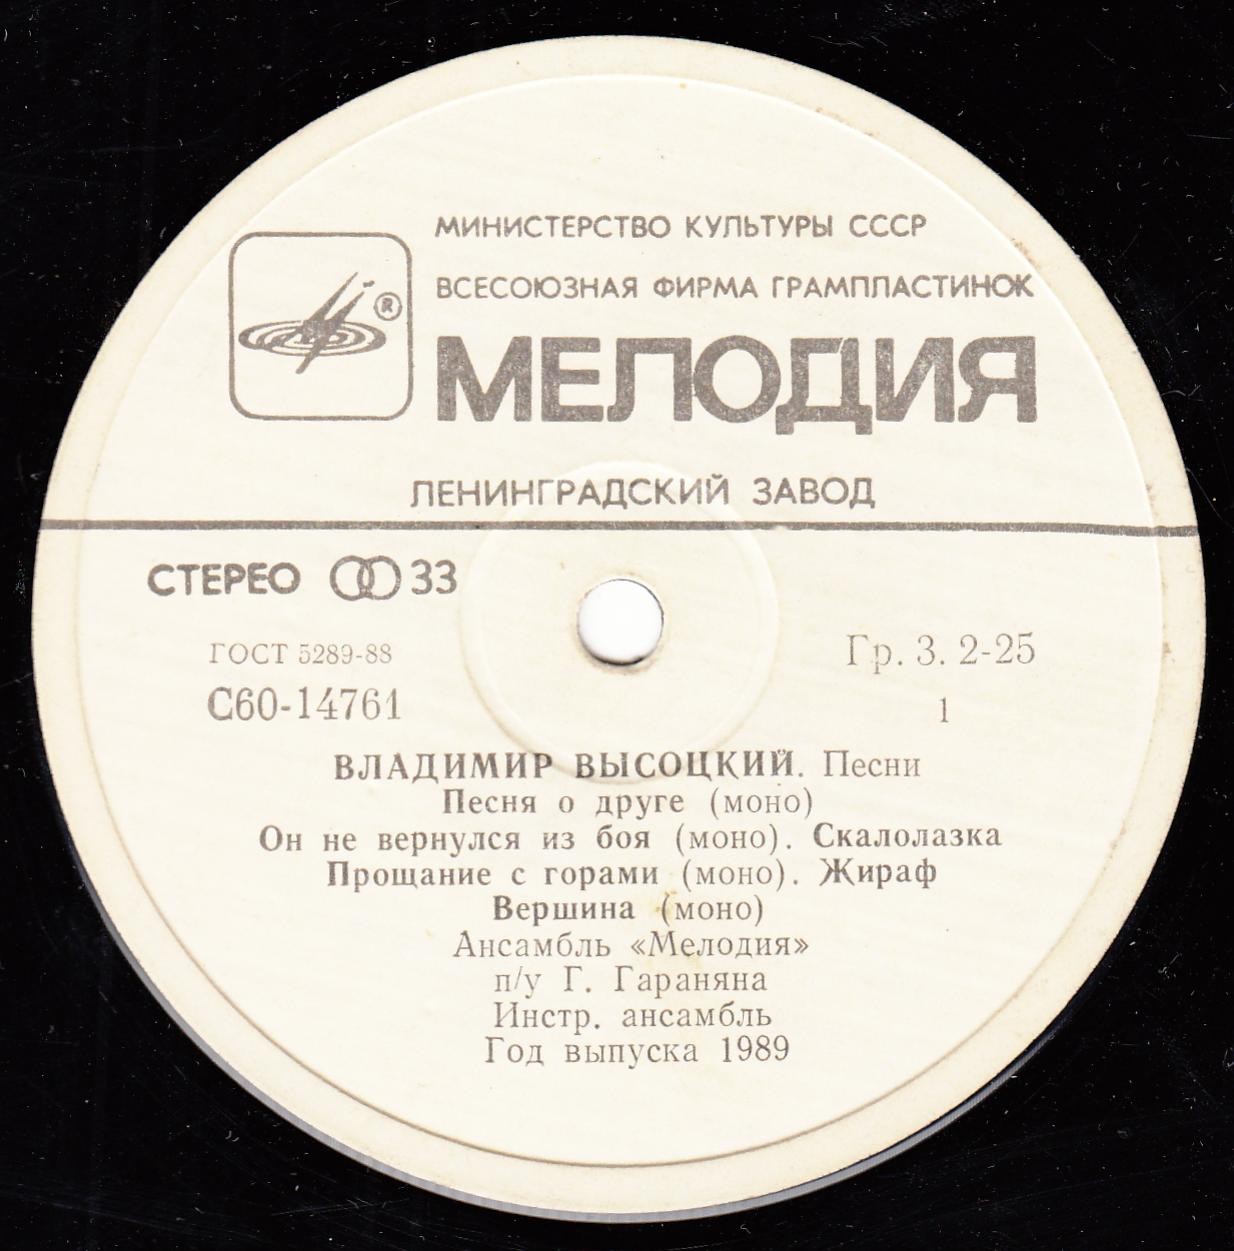 МИНИСТЕРСТВО КУЛЬТУРЫ СССР
ВСЕСОЮЗНАЯ ФИРМА ГРАМПЛАСТИНОК
®
МЕЛОДИЯ
ЛЕНИНГРАДСКИЙ ЗАВОД
СТЕРЕО 33
ГОСТ 5289-88
Гр. 3. 2-25
С60-14761
1
ВЛАДИМИР ВЫСОЦКИЙ. Песни
Песня о друге (моно)
Он не вернулся из боя (моно). Скалолазка
Прощание с горами (моно). Жираф
Вершина (моно)
Ансамбль «Мелодия»
п/у Г. Гараняна
Инстр. ансамбль
Год выпуска 1989